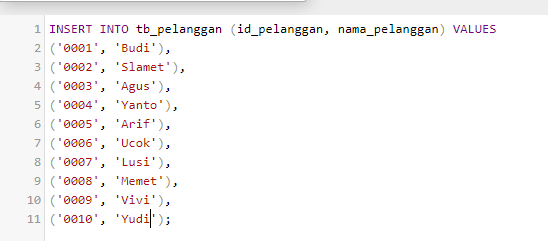 1 INSERT INTO tb_pelanggan (id_pelanggan, nama_pelanggan) VALUES
2 ('0001', 'Budi'),
3 ('0002', 'Slamet'),
4 ('0003', 'Agus'),
5 ('0004', 'Yanto'),
6 ('0005', 'Arif'),
7 ('0006', 'Ucok'),
8 ('0007', 'Lusi'),
9 ('0008', 'Memet'),
10 ('0009', 'Vivi'),
11 ('0010', 'Yudi');